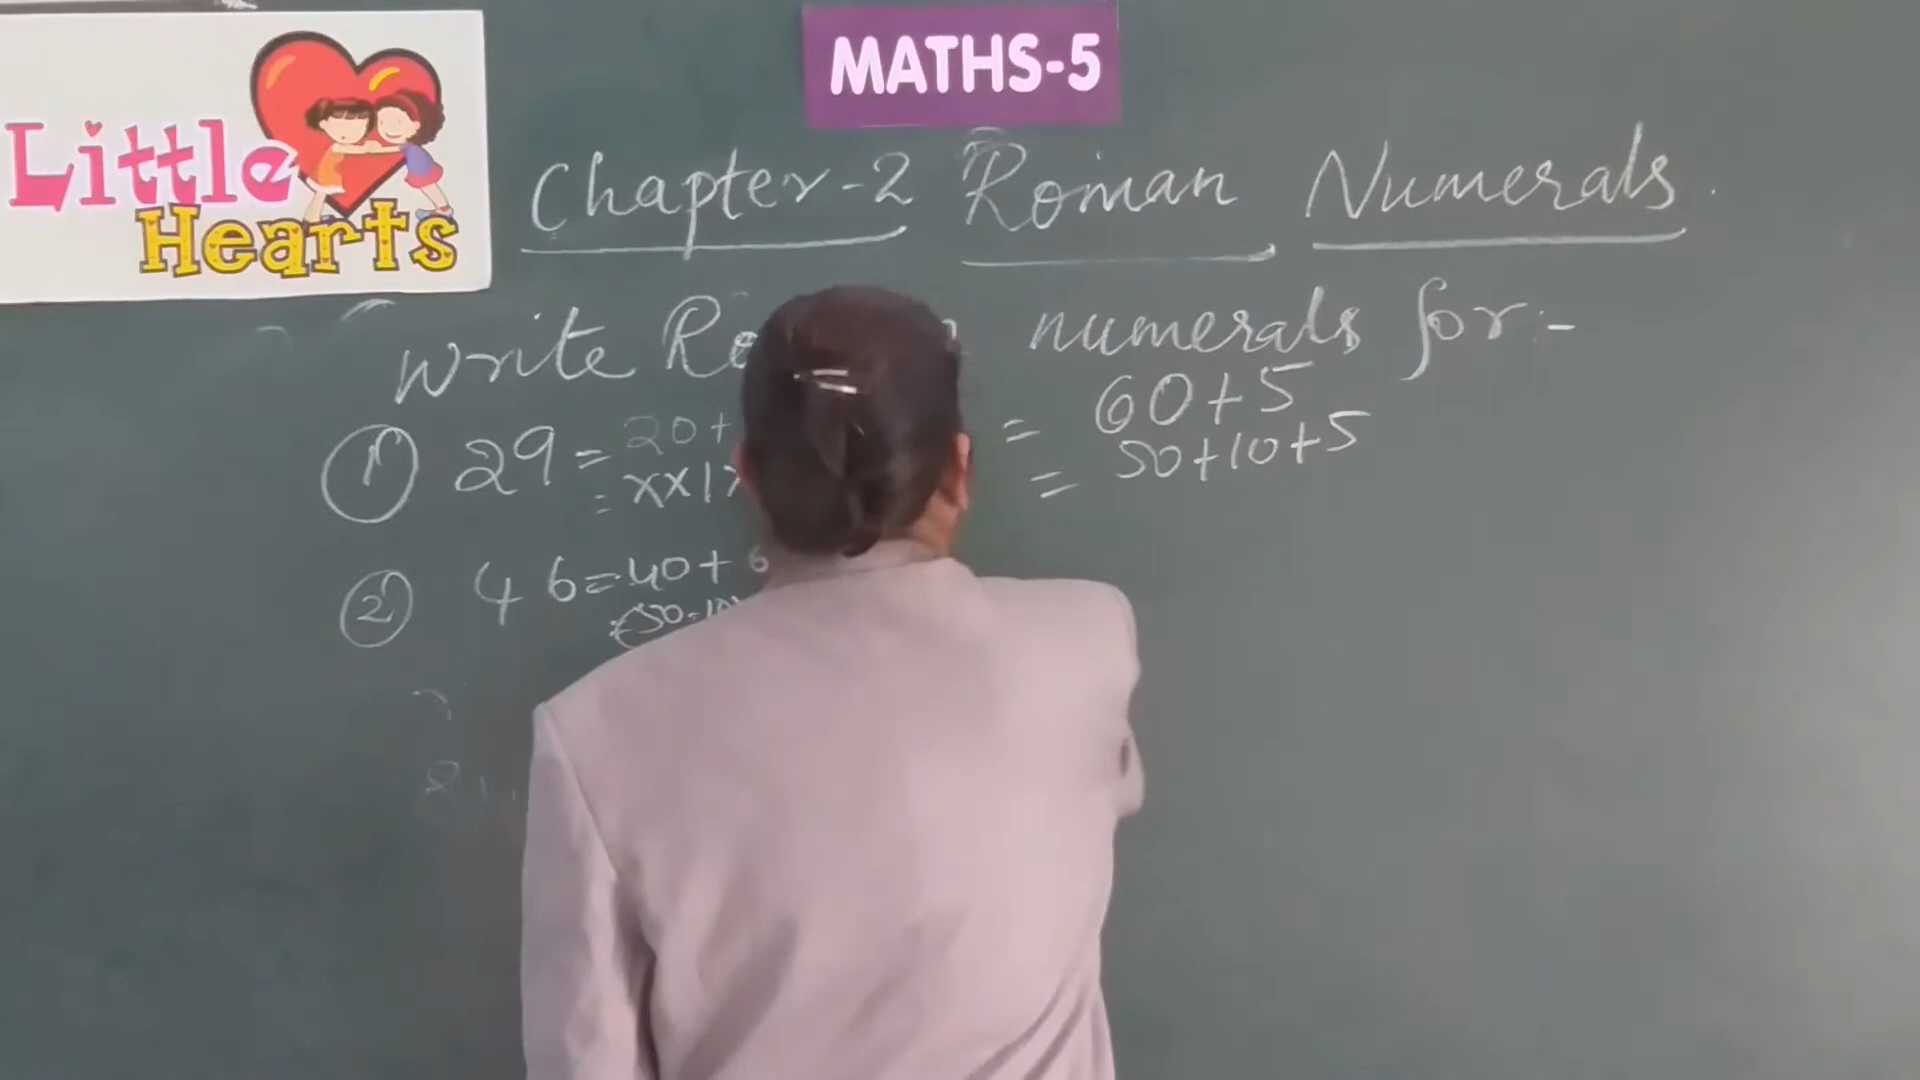 Little
Hearts
MATHS-5
Chapter-2 Roman Numerals.
Write numerals for:-
① 29 = 20+
= XXI
= 60+5
= 50+10+5
② 46=40+6